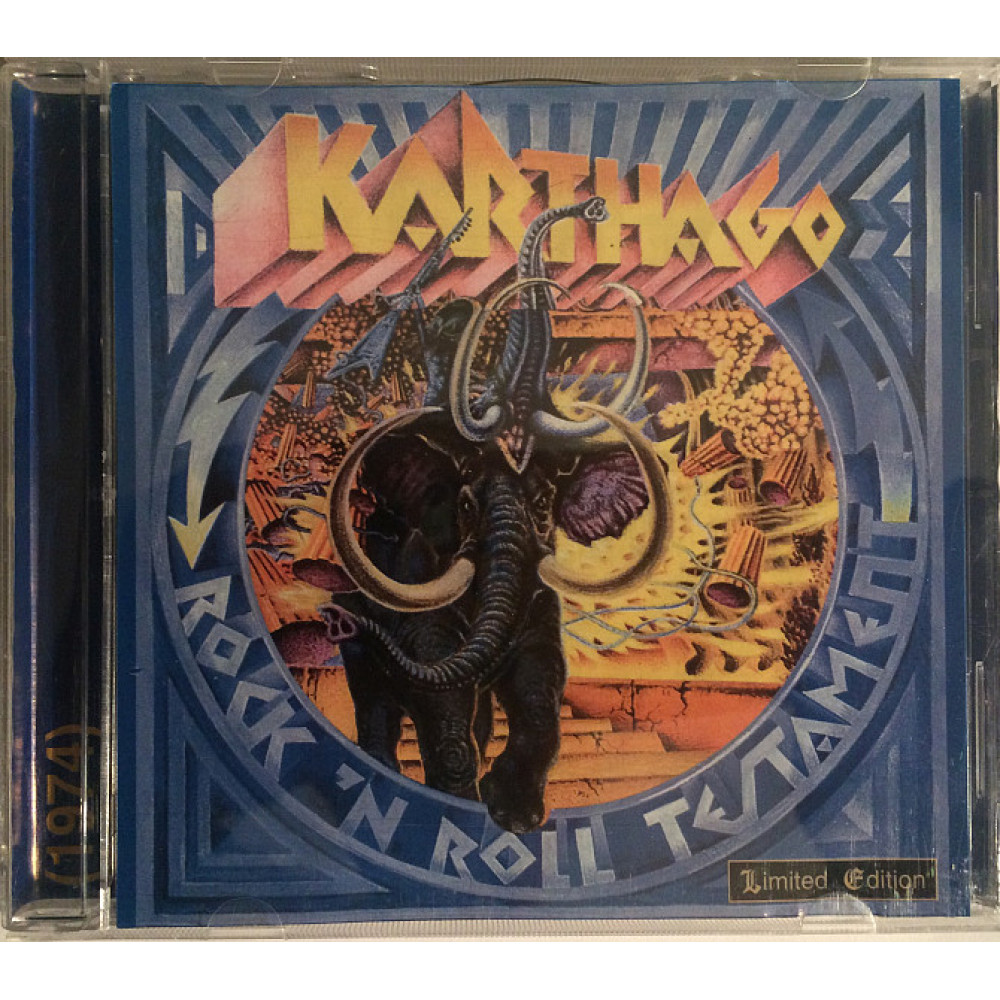 KARTHAGO
ROCK 'N ROLL TESTAMENT
(1974)
Limited Edition"